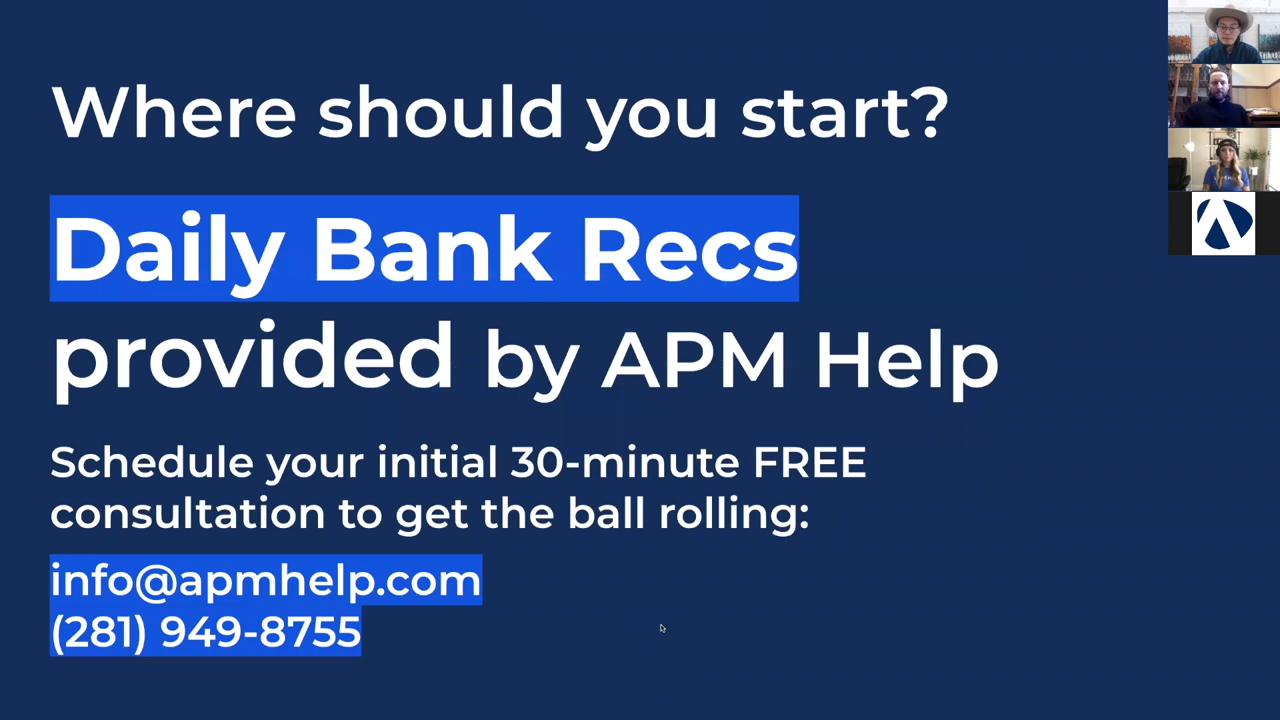 Where should you start?
Daily Bank Recs
provided by APM Help
Schedule your initial 30-minute FREE
consultation to get the ball rolling:
info@apmhelp.com
(281) 949-8755